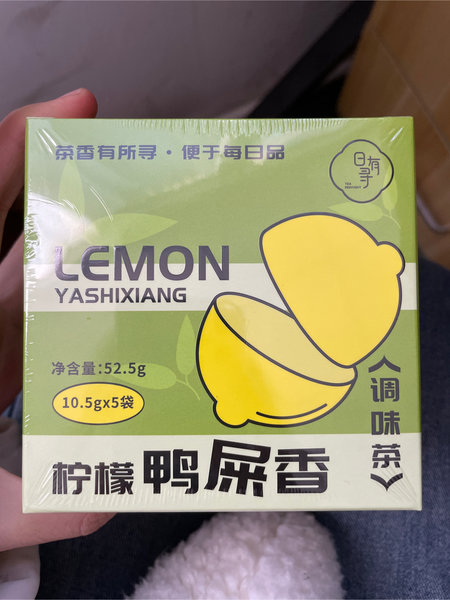 茶香有所寻·便于每日品
日有寻
LEMON
YASHIXIANG
净含量:52.5g
10.5gx5袋
调味茶
柠檬鸭屎香